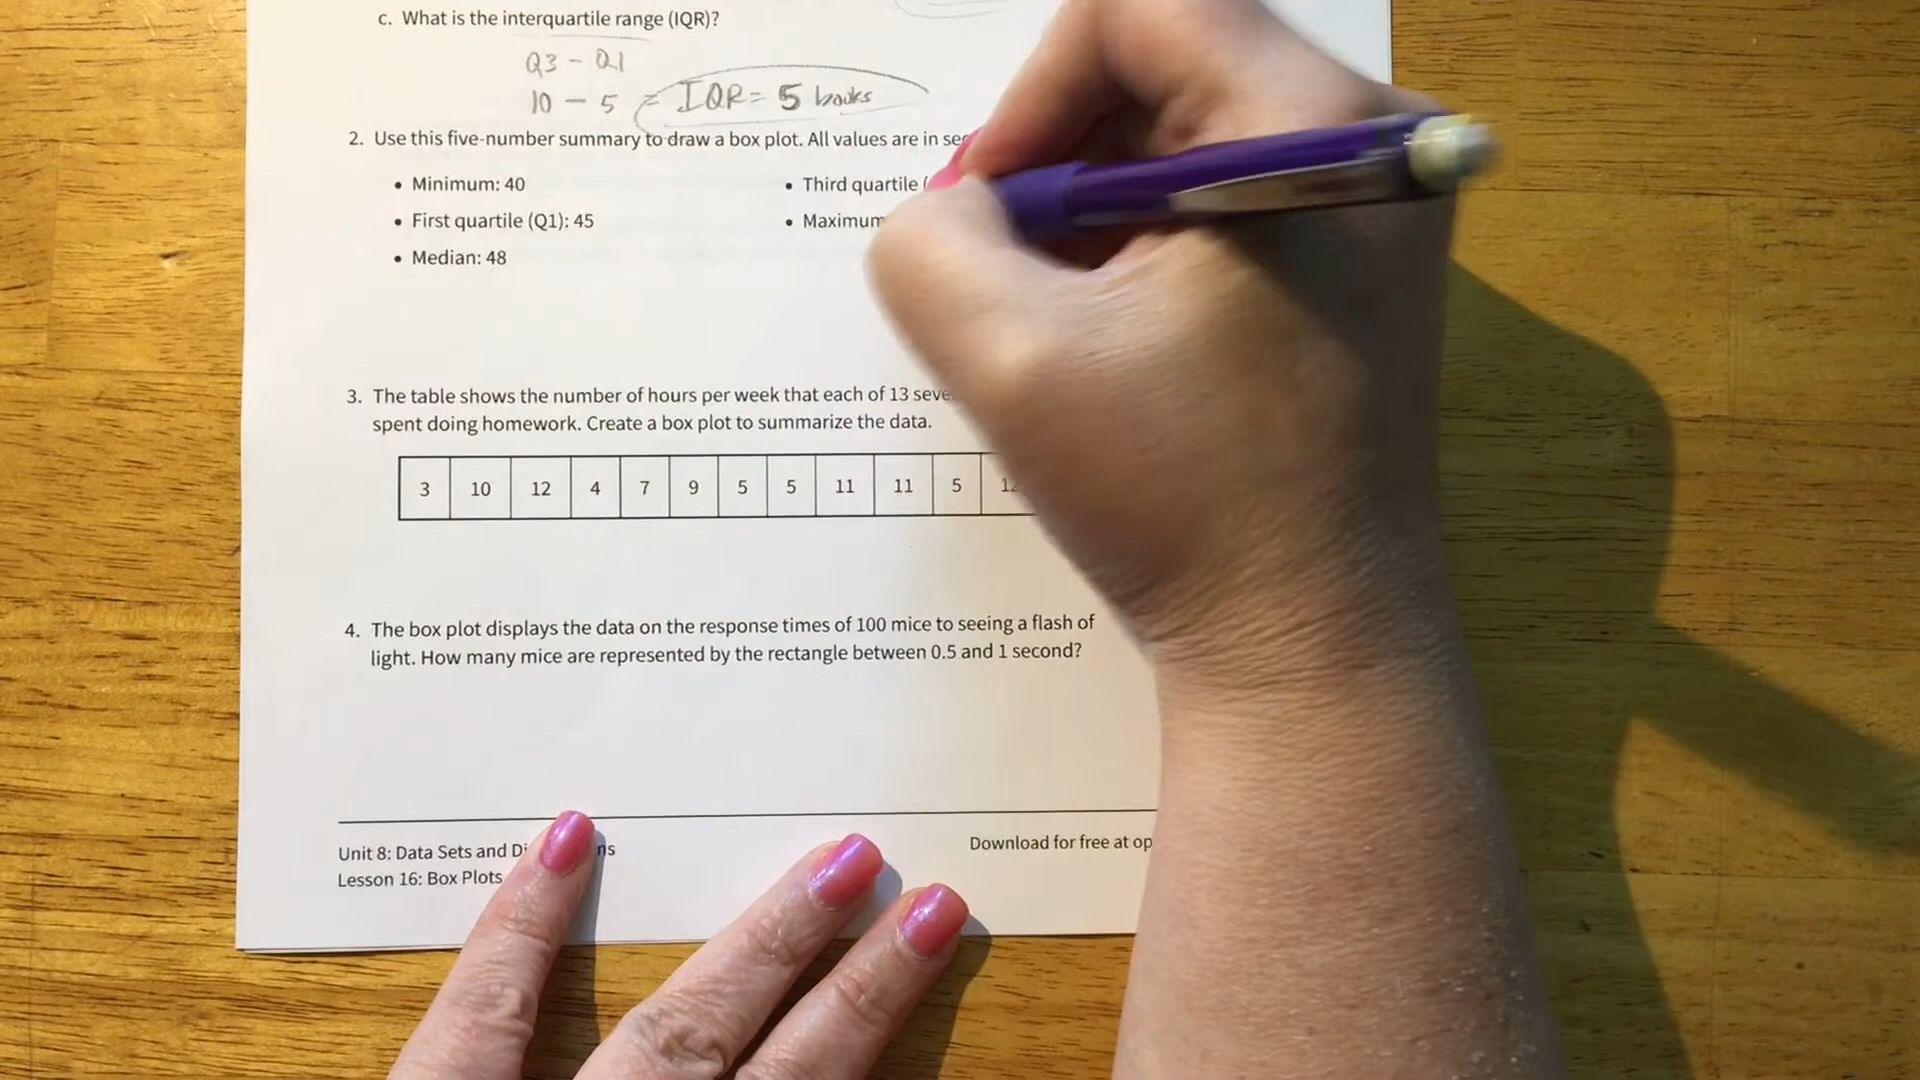 c. What is the interquartile range (IQR)?
Q3 - Q1
10 - 5 = IQR = 5 books
2. Use this five-number summary to draw a box plot. All values are in
• Minimum: 40
• First quartile (Q1): 45
• Median: 48
• Third quartile (
• Maximum
3. The table shows the number of hours per week that each of 13
spent doing homework. Create a box plot to summarize the data.
3 10 12 4 7 9 5 5 11 11 5
4. The box plot displays the data on the response times of 100 mice to seeing a flash of
light. How many mice are represented by the rectangle between 0.5 and 1 second?
Unit 8: Data Sets and
Lesson 16: Box Plots
Download for free at